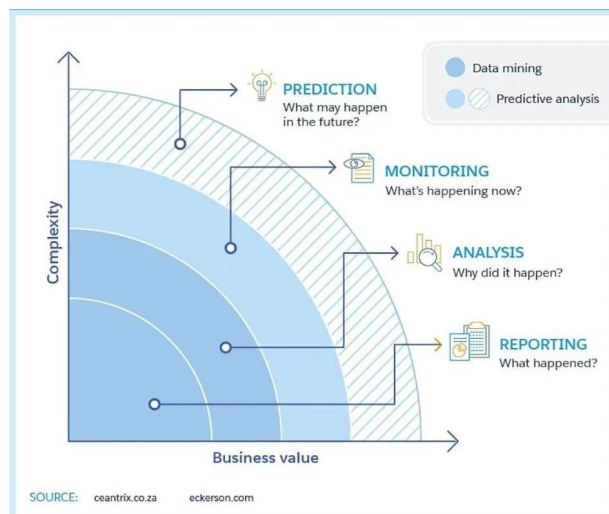 Data mining
Predictive analysis
PREDICTION
What may happen
in the future?
MONITORING
What's happening now?
ANALYSIS
Why did it happen?
REPORTING
What happened?
Complexity
Business value
SOURCE: ceantrix.co.za eckerson.com